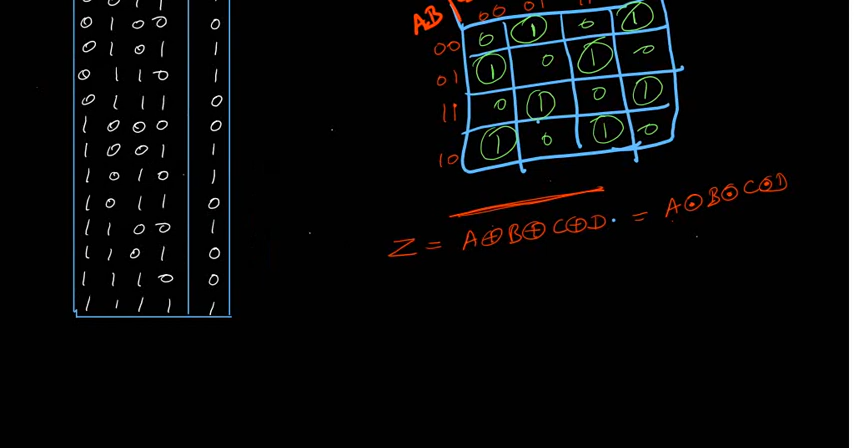 0 1 0 0 0
0 1 0 1 1
0 1 1 0 1
0 1 1 1 0
1 0 0 0 0
1 0 0 1 1
1 0 1 0 1
1 0 1 1 0
1 1 0 0 1
1 1 0 1 0
1 1 1 0 0
1 1 1 1 1
AB 00 01
00 0 1 0 1
01 1 0 1 0
11 0 1 0 1
10 1 0 1 0
Z = A⊕B⊕C⊕D = A⊙B⊙C⊙D